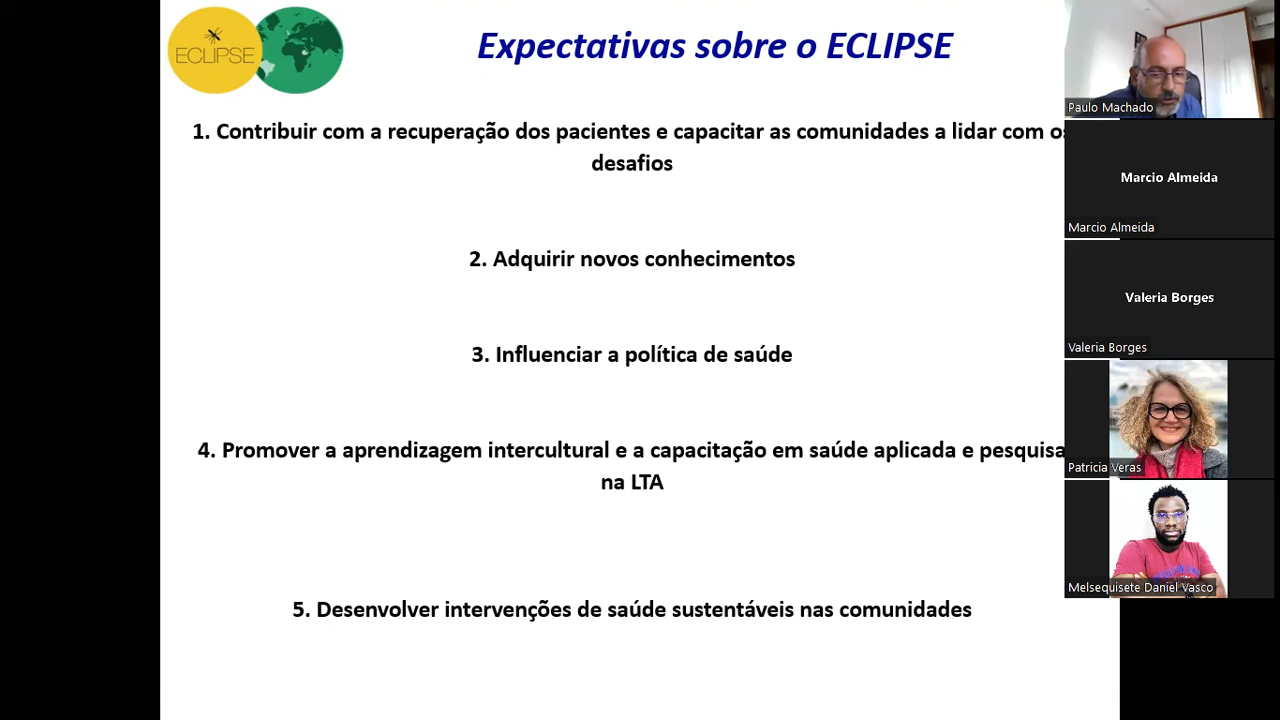 ECLIPSE
Expectativas sobre o ECLIPSE
1. Contribuir com a recuperação dos pacientes e capacitar as comunidades a lidar com os
desafios
2. Adquirir novos conhecimentos
3. Influenciar a política de saúde
4. Promover a aprendizagem intercultural e a capacitação em saúde aplicada e pesquisa
na LTA
5. Desenvolver intervenções de saúde sustentáveis nas comunidades
Paulo Machado
Marcio Almeida
Marcio Almeida
Valeria Borges
Valeria Borges
Patricia Veras
Melsequisete Daniel Vasco